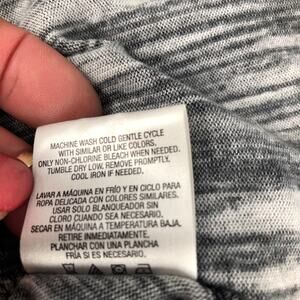 MACHINE WASH COLD GENTLE CYCLE
WITH SIMILAR OR LIKE COLORS.
ONLY NON-CHLORINE BLEACH WHEN NEEDED.
TUMBLE DRY LOW. REMOVE PROMPTLY.
COOL IRON IF NEEDED.
LAVAR A MÁQUINA EN FRÍO Y EN CICLO PARA
ROPA DELICADA CON COLORES SIMILARES.
USAR SOLO BLANQUEADOR SIN
CLORO CUANDO SEA NECESARIO.
SECAR EN MÁQUINA A TEMPERATURA BAJA.
RETIRE INMEDIATAMENTE.
PLANCHAR CON UNA PLANCHA
FRÍA SI ES NECESARIO.